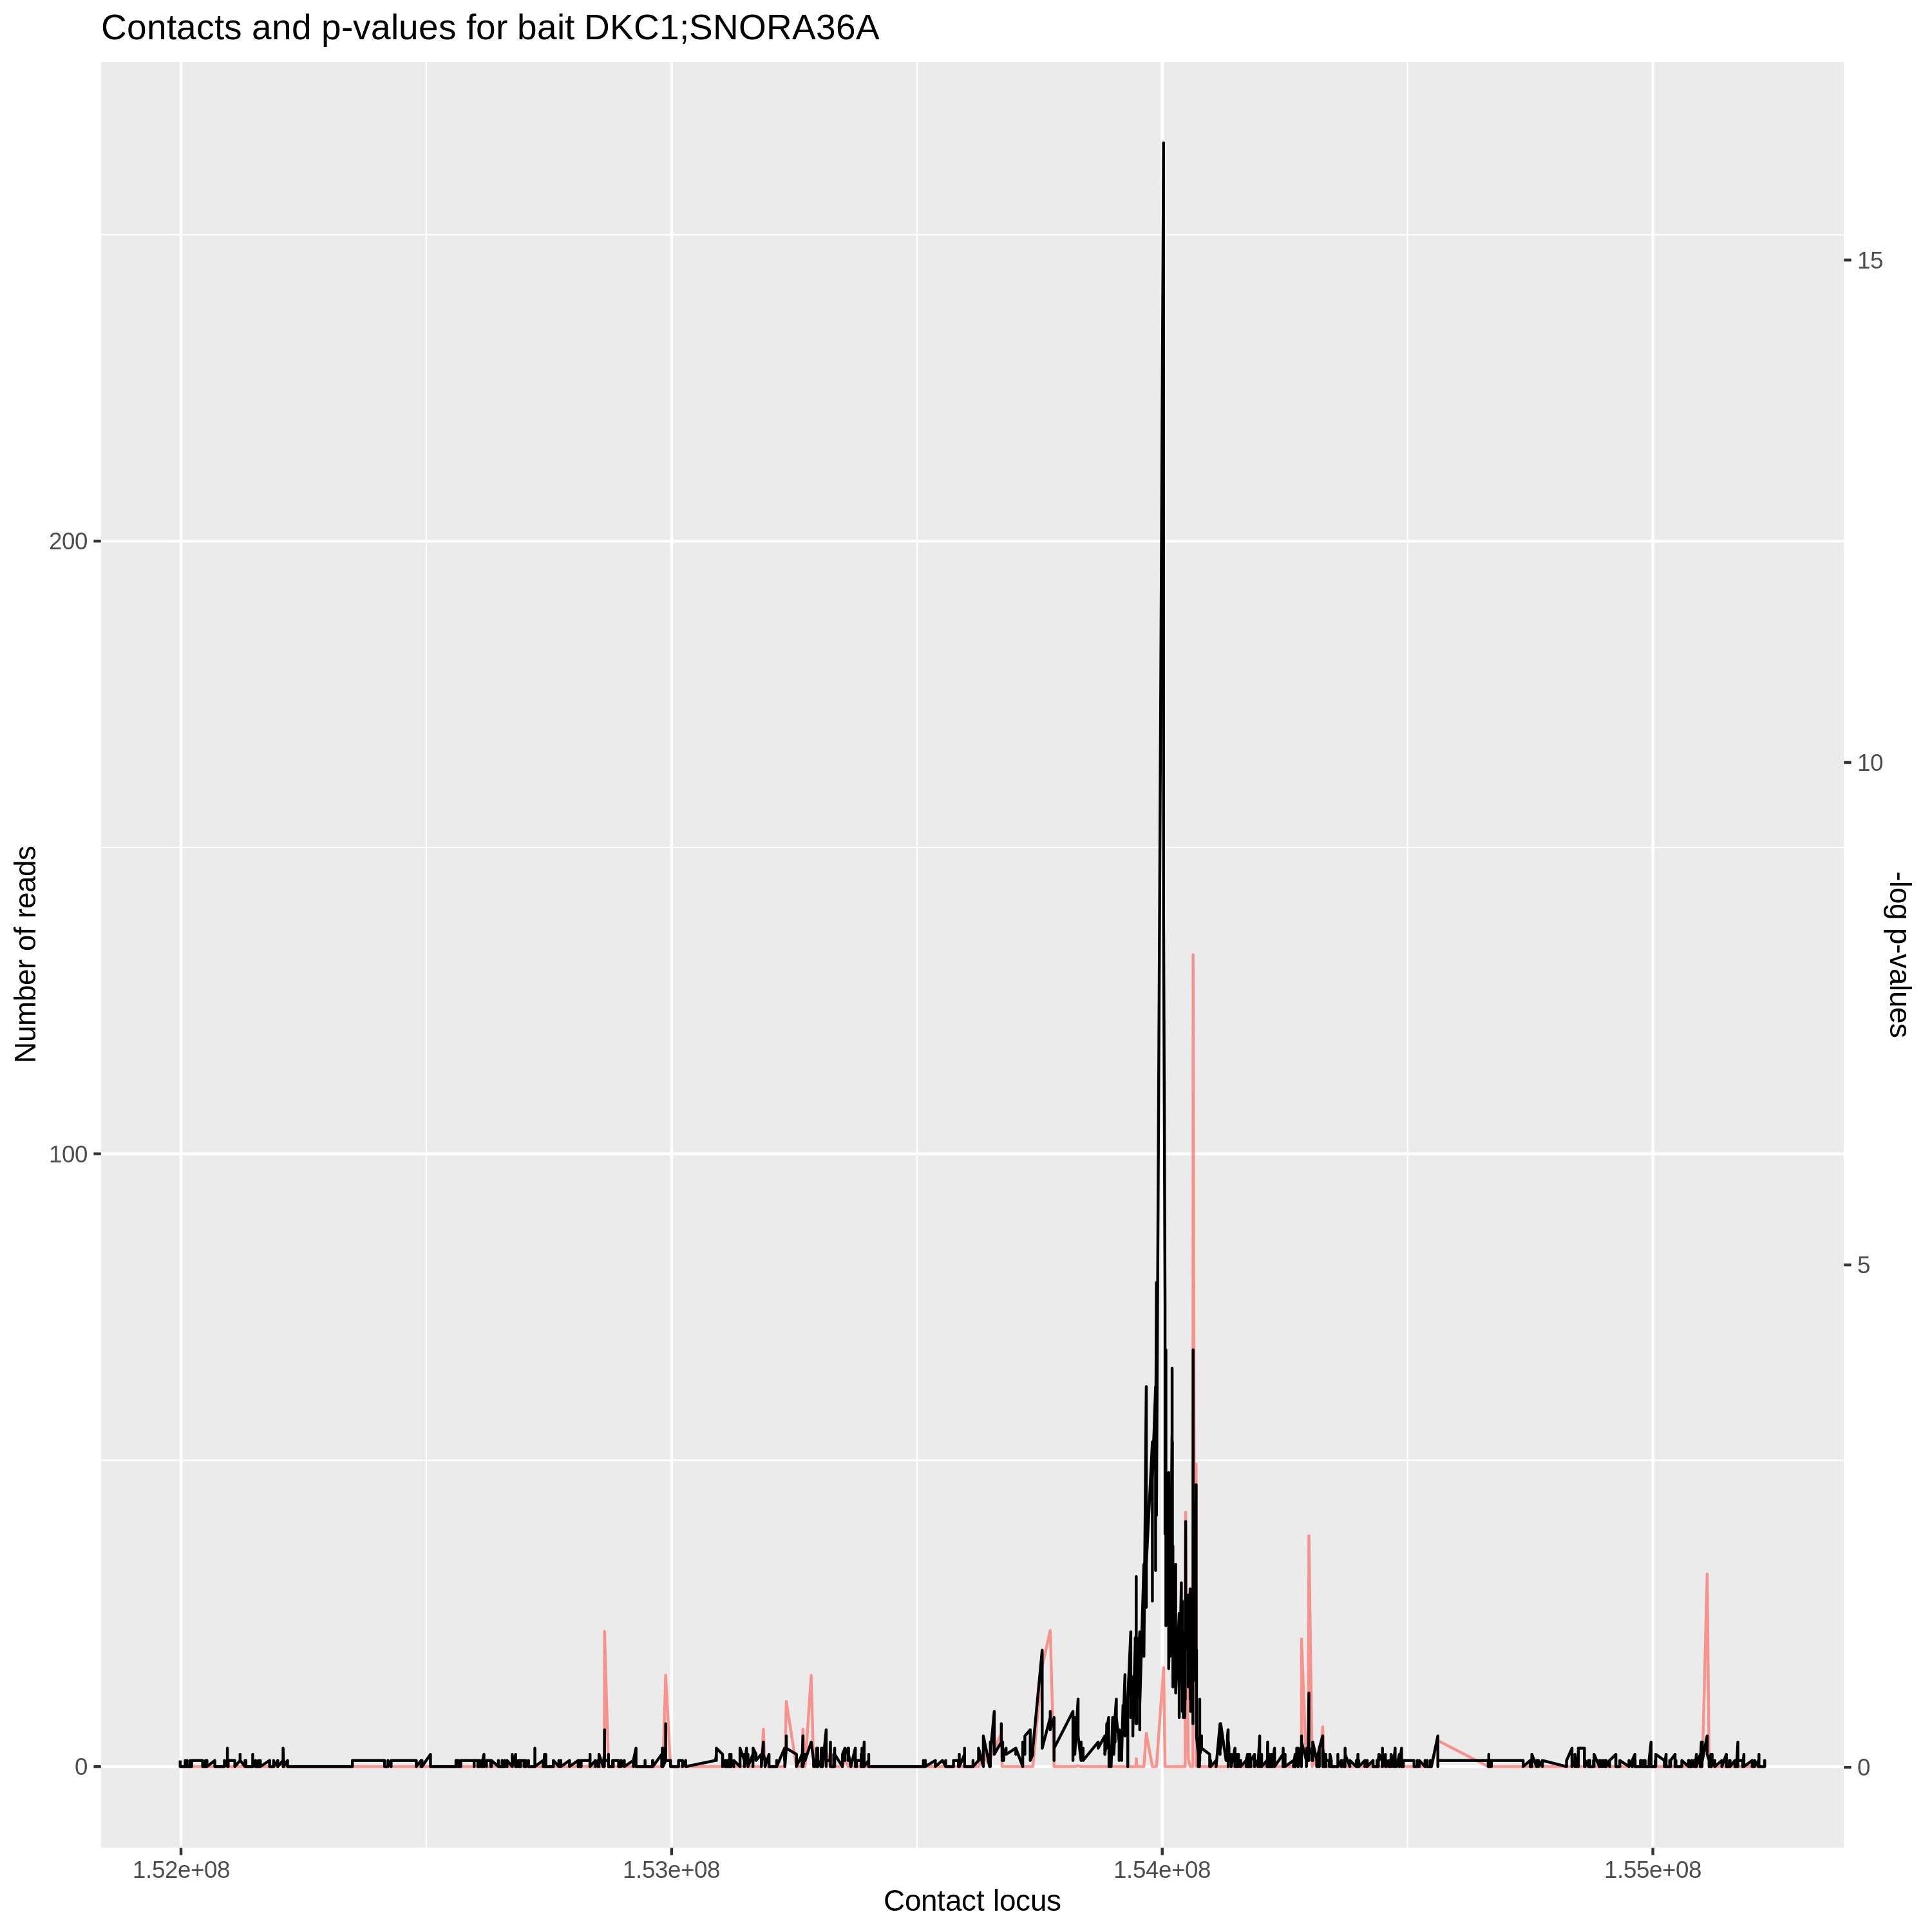 Contacts and p-values for bait DKC1;SNORA36A
Number of reads
200
100
0
15
10
5
0
-log p-values
1.52e+08
1.53e+08
1.54e+08
1.55e+08
Contact locus